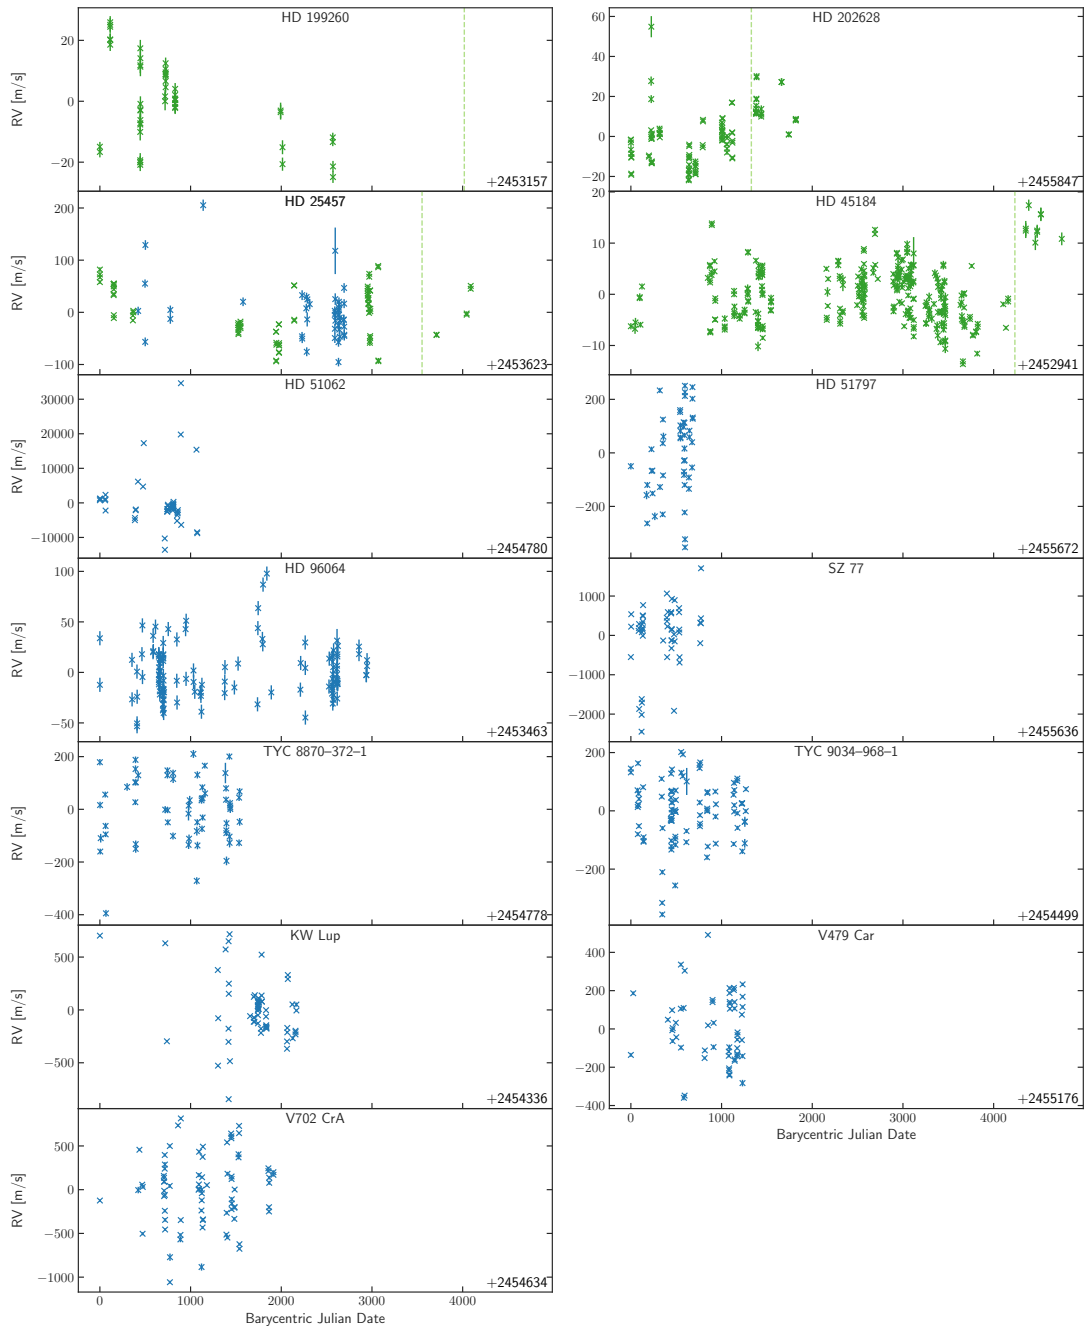 HD 199260
HD 202628
20
0
−20
RV [m/s]
+2453157
60
40
20
0
−20
+2455847
HD 25457
HD 45184
200
100
0
−100
RV [m/s]
+2453623
20
10
0
−10
+2452941
HD 51062
HD 51797
30000
20000
10000
0
−10000
RV [m/s]
+2454780
200
0
−200
+2455672
HD 96064
SZ 77
100
50
0
−50
RV [m/s]
+2453463
1000
0
−1000
−2000
+2455636
TYC 8870–372–1
TYC 9034–968–1
200
0
−200
−400
RV [m/s]
+2454778
200
0
−200
+2454499
KW Lup
V479 Car
500
0
−500
RV [m/s]
+2454336
400
200
0
−200
−400
+2455176
0 1000 2000 3000 4000
Barycentric Julian Date
V702 CrA
500
0
−500
−1000
RV [m/s]
+2454634
0 1000 2000 3000 4000
Barycentric Julian Date